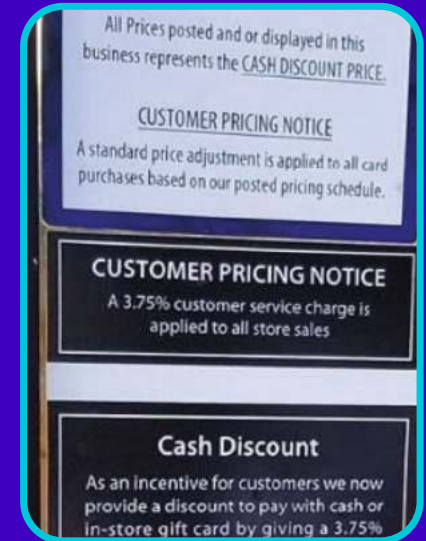 All Prices posted and or displayed in this
business represents the CASH DISCOUNT PRICE.
CUSTOMER PRICING NOTICE
A standard price adjustment is applied to all card
purchases based on our posted pricing schedule.
CUSTOMER PRICING NOTICE
A 3.75% customer service charge is
applied to all store sales
Cash Discount
As an incentive for customers we now
provide a discount to pay with cash or
in-store gift card by giving a 3.75%